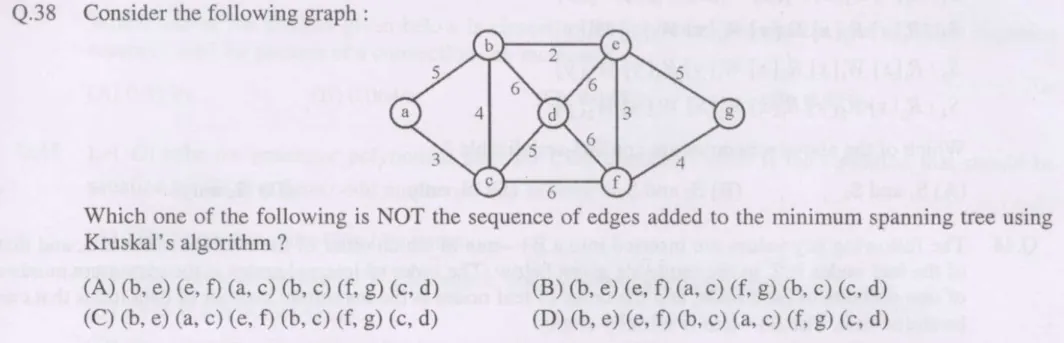 Q.38 Consider the following graph :
b 2 c
5 6 6 5
a 4 d 3 g
3 5 6 4
e 6 f
Which one of the following is NOT the sequence of edges added to the minimum spanning tree using
Kruskal's algorithm ?
(A) (b, e) (e, f) (a, c) (b, c) (f, g) (c, d) (B) (b, e) (e, f) (a, c) (f, g) (b, c) (c, d)
(C) (b, e) (a, c) (e, f) (b, c) (f, g) (c, d) (D) (b, e) (e, f) (b, c) (a, c) (f, g) (c, d)